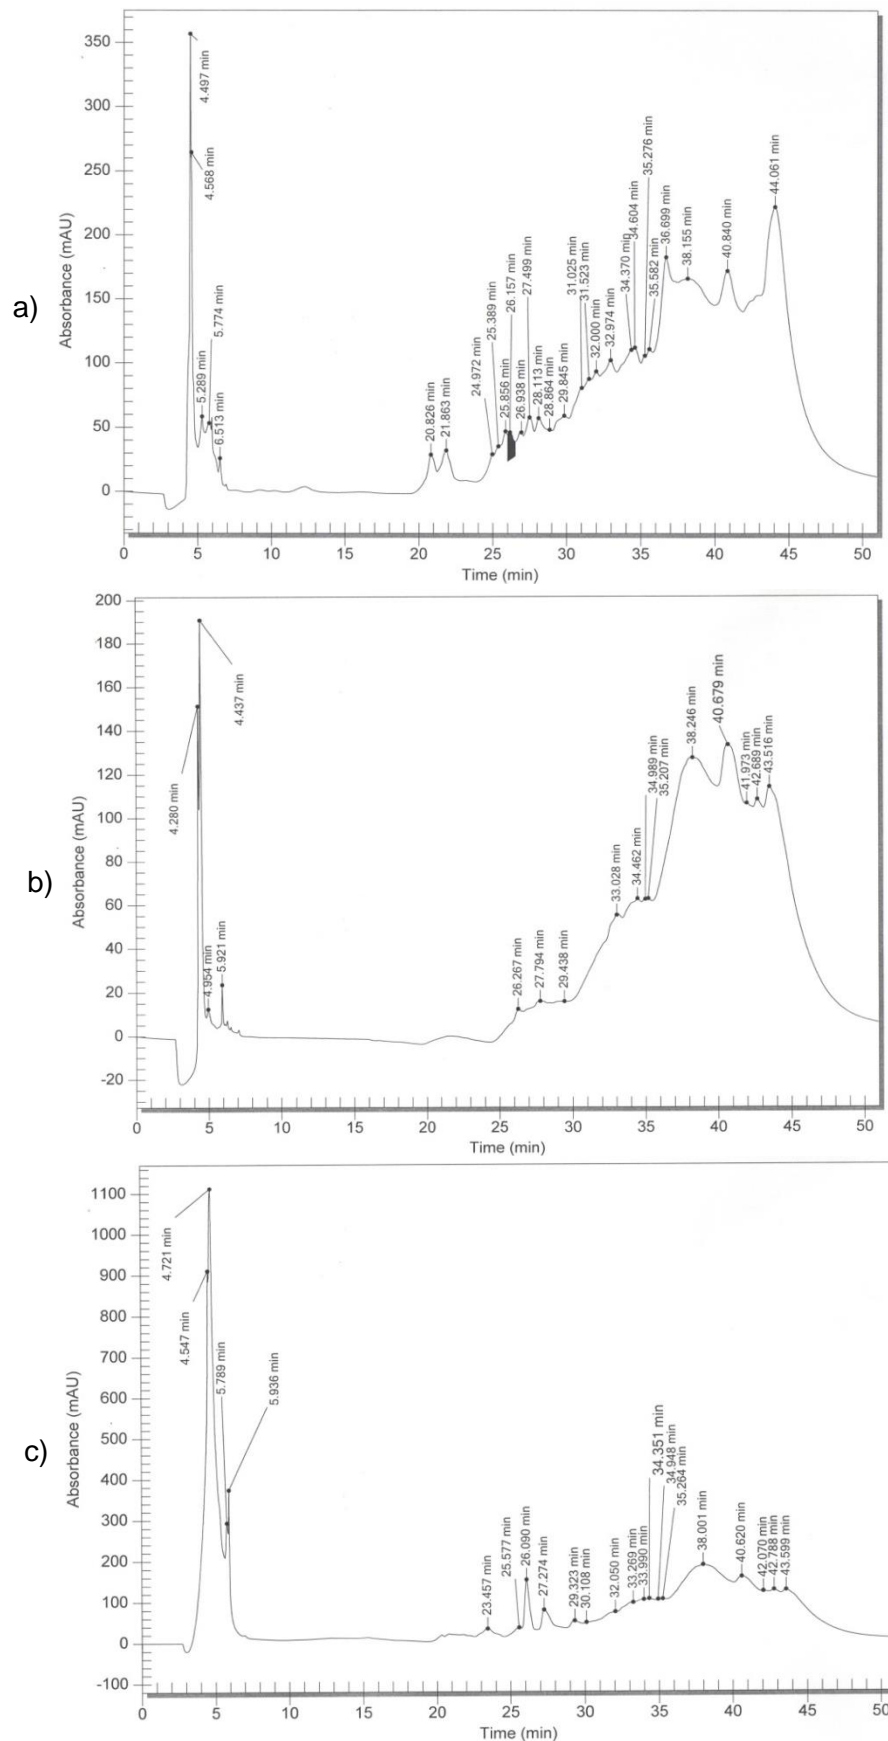 a)
Absorbance (mAU)
350
300
250
200
150
100
50
0
4.497 min
4.568 min
5.289 min
5.774 min
6.513 min
20.826 min
21.863 min
24.972 min
25.389 min
25.856 min
26.157 min
26.938 min
27.499 min
28.113 min
28.864 min
29.845 min
31.025 min
31.523 min
32.000 min
32.974 min
34.370 min
34.604 min
35.276 min
35.582 min
36.699 min
38.155 min
40.840 min
44.061 min
0 5 10 15 20 25 30 35 40 45 50
Time (min)
b)
Absorbance (mAU)
200
180
160
140
120
100
80
60
40
20
0
-20
4.280 min
4.437 min
4.954 min
5.921 min
26.267 min
27.794 min
29.438 min
33.028 min
34.462 min
34.989 min
35.207 min
38.246 min
40.679 min
41.973 min
42.689 min
43.516 min
0 5 10 15 20 25 30 35 40 45 50
Time (min)
c)
Absorbance (mAU)
1100
1000
900
800
700
600
500
400
300
200
100
0
-100
4.721 min
4.547 min
5.789 min
5.936 min
23.457 min
25.577 min
26.090 min
27.274 min
29.323 min
30.108 min
32.050 min
33.269 min
33.990 min
34.351 min
34.948 min
35.264 min
38.001 min
40.620 min
42.070 min
42.788 min
43.599 min
0 5 10 15 20 25 30 35 40 45 50
Time (min)